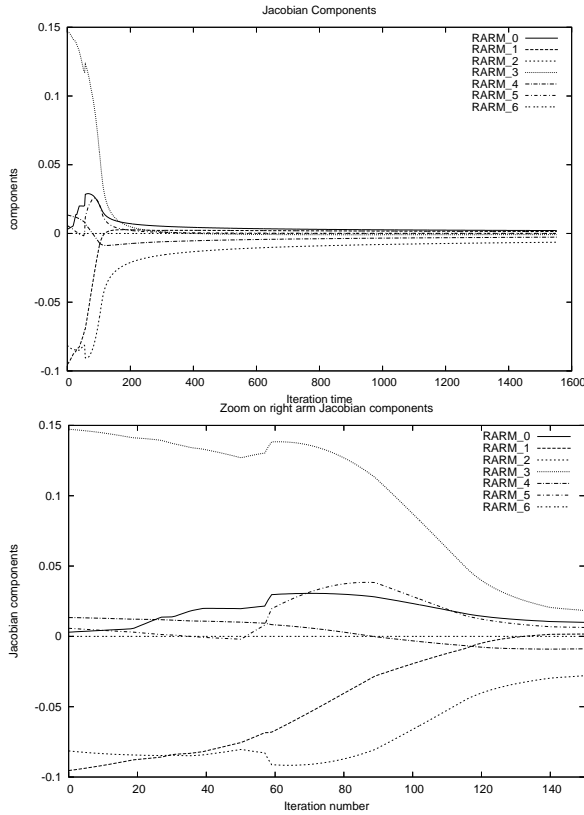 Jacobian Components
0.15
0.1
0.05
0
-0.05
-0.1
components
RARM_0
RARM_1
RARM_2
RARM_3
RARM_4
RARM_5
RARM_6
0 200 400 600 800 1000 1200 1400 1600
Iteration time
Zoom on right arm Jacobian components
0.15
0.1
0.05
0
-0.05
-0.1
Jacobian components
RARM_0
RARM_1
RARM_2
RARM_3
RARM_4
RARM_5
RARM_6
0 20 40 60 80 100 120 140
Iteration number